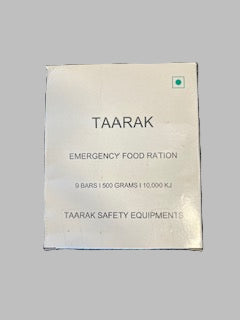 TAARAK
EMERGENCY FOOD RATION
9 BARS I 500 GRAMS I 10,000 KJ
TAARAK SAFETY EQUIPMENTS